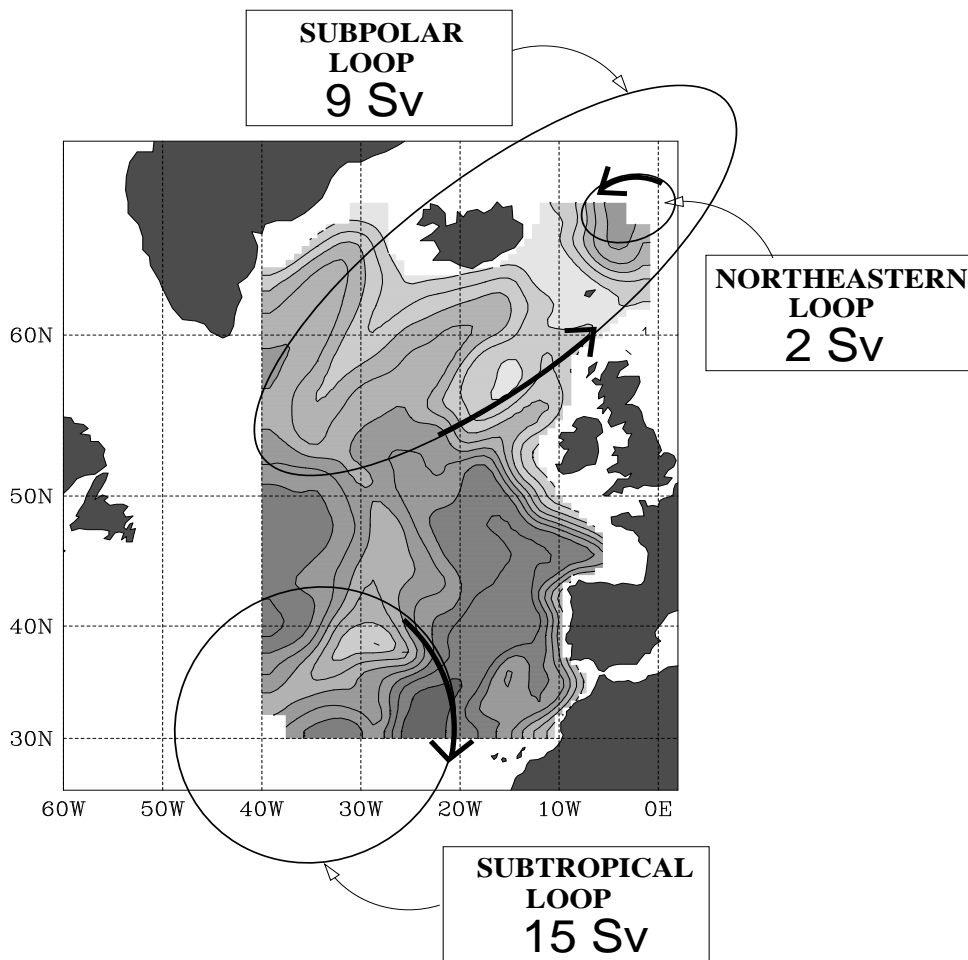 SUBPOLAR
LOOP
9 Sv
NORTHEASTERN
LOOP
2 Sv
60N
50N
40N
30N
60W 50W 40W 30W 20W 10W 0E
SUBTROPICAL
LOOP
15 Sv